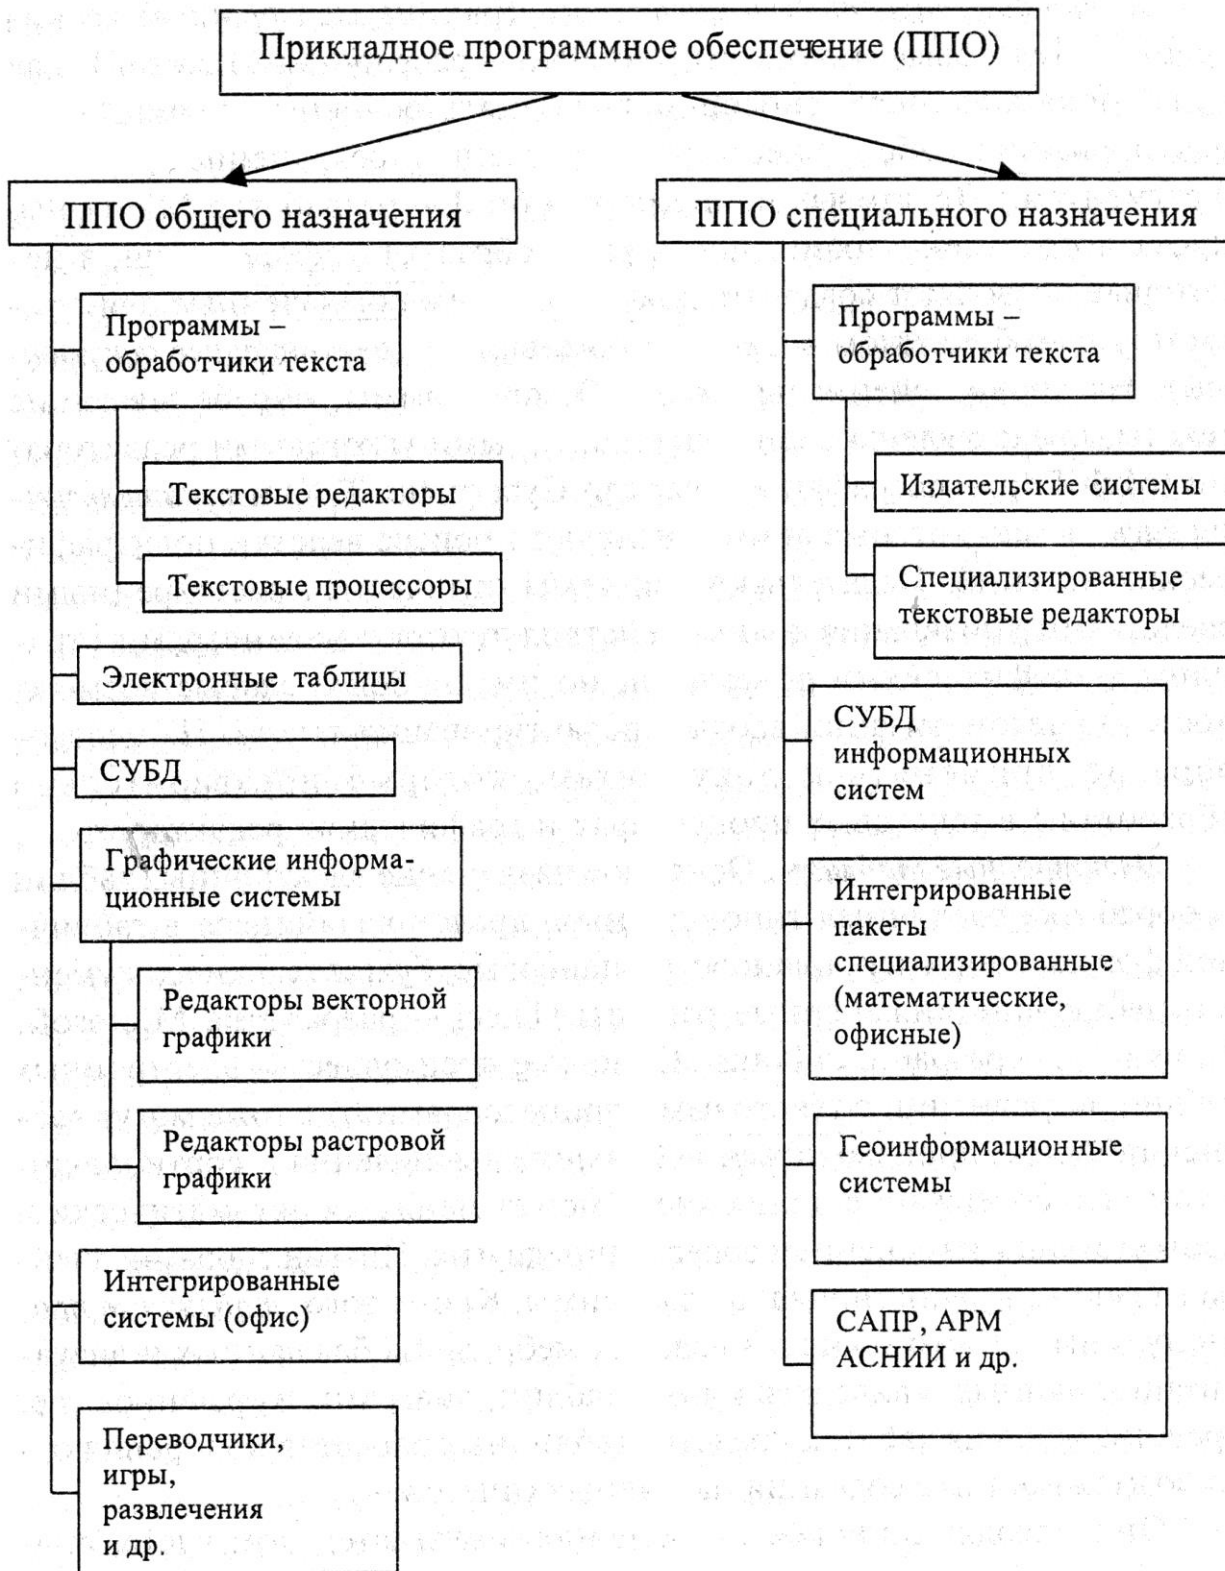 Прикладное программное обеспечение (ППО)
ППО общего назначения
Программы –
обработчики текста
Текстовые редакторы
Текстовые процессоры
Электронные таблицы
СУБД
Графические информа-
ционные системы
Редакторы векторной
графики
Редакторы растровой
графики
Интегрированные
системы (офис)
Переводчики,
игры,
развлечения
и др.
ППО специального назначения
Программы –
обработчики текста
Издательские системы
Специализированные
текстовые редакторы
СУБД
информационных
систем
Интегрированные
пакеты
специализированные
(математические,
офисные)
Геоинформационные
системы
САПР, АРМ
АСНИИ и др.